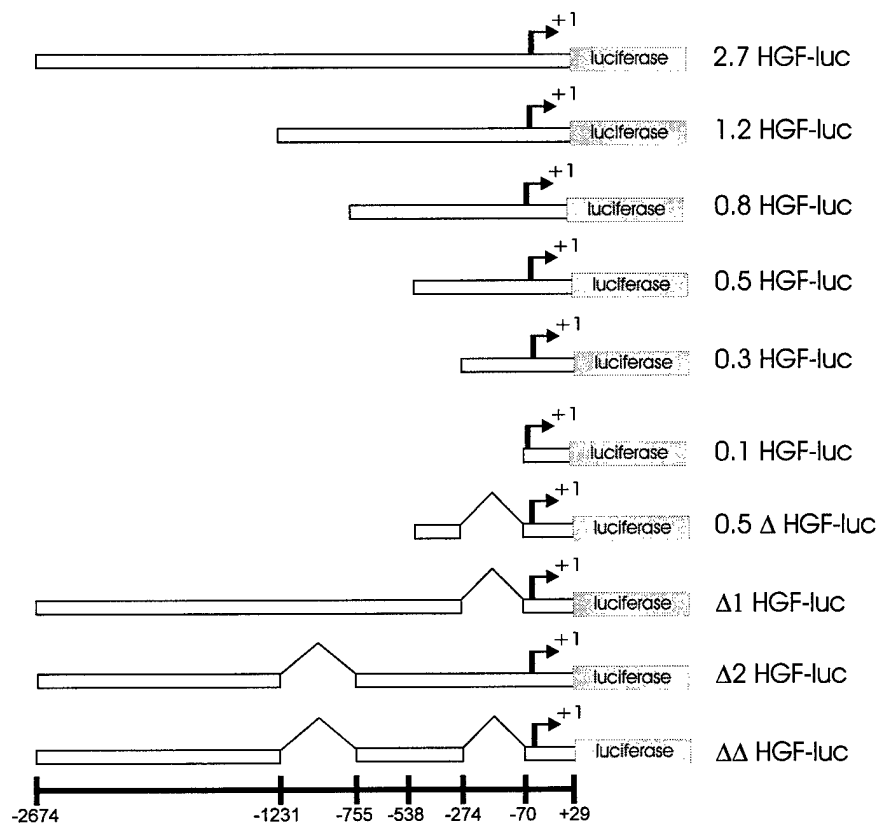 +1
luciferase 2.7 HGF-luc
+1
luciferase 1.2 HGF-luc
+1
luciferase 0.8 HGF-luc
+1
luciferase 0.5 HGF-luc
+1
luciferase 0.3 HGF-luc
+1
luciferase 0.1 HGF-luc
+1
luciferase 0.5 Δ HGF-luc
+1
luciferase Δ1 HGF-luc
+1
luciferase Δ2 HGF-luc
+1
luciferase ΔΔ HGF-luc
-2674 -1231 -755 -538 -274 -70 +29